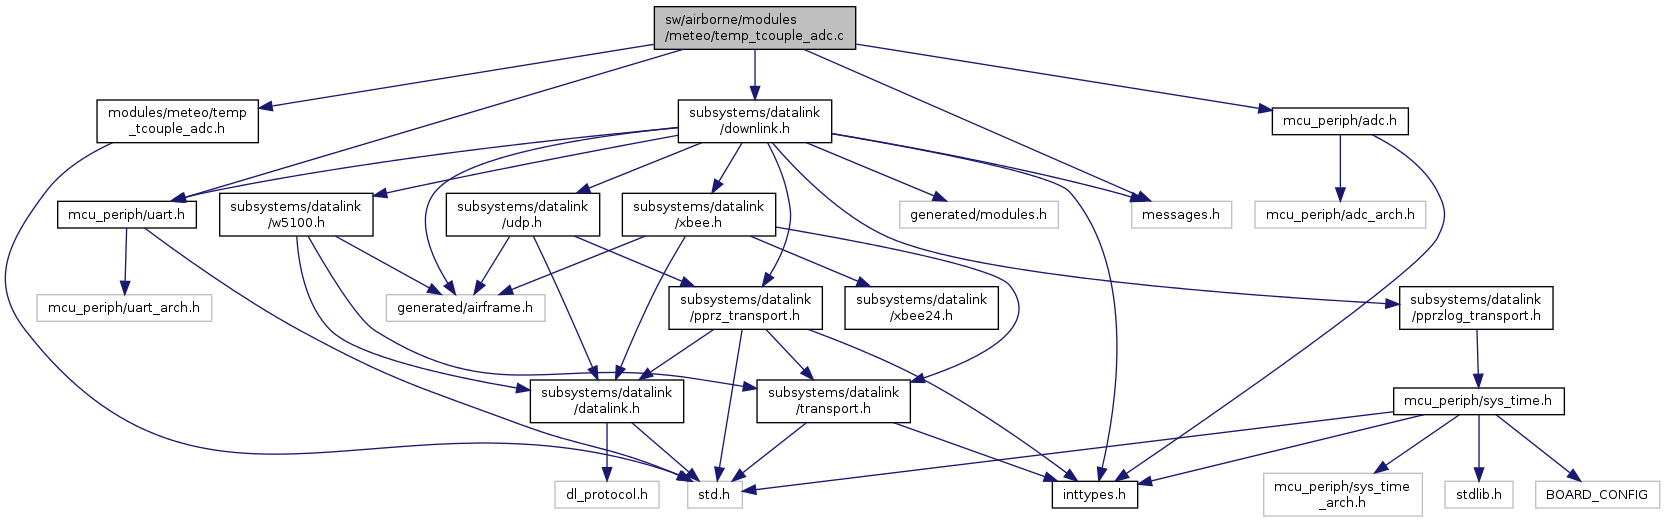 sw/airborne/modules
/meteo/temp_tcouple_adc.c
modules/meteo/temp
_tcouple_adc.h
subsystems/datalink
/downlink.h
mcu_periph/adc.h
mcu_periph/uart.h
subsystems/datalink
/w5100.h
subsystems/datalink
/udp.h
subsystems/datalink
/xbee.h
generated/modules.h
messages.h
mcu_periph/adc_arch.h
mcu_periph/uart_arch.h
generated/airframe.h
subsystems/datalink
/pprz_transport.h
subsystems/datalink
/xbee24.h
subsystems/datalink
/pprzlog_transport.h
subsystems/datalink
/datalink.h
subsystems/datalink
/transport.h
mcu_periph/sys_time.h
dl_protocol.h
std.h
inttypes.h
mcu_periph/sys_time
_arch.h
stdlib.h
BOARD_CONFIG